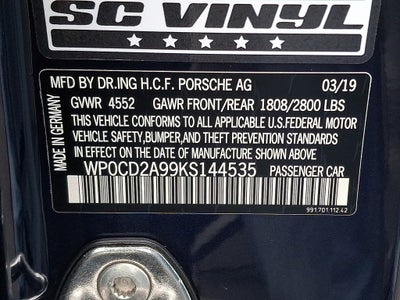 SC VINYL
MFD BY DR.ING H.C.F. PORSCHE AG 03/19
GVWR 4552 GAWR FRONT/REAR 1808/2800 LBS
THIS VEHICLE CONFORMS TO ALL APPLICABLE U.S.FEDERAL MOTOR
VEHICLE SAFETY,BUMPER,AND THEFT PREVENTION STANDARDS
IN EFFECT ON THE DATE OF MANUFACTURE SHOWN ABOVE.
WP0CD2A99KS144535 PASSENGER CAR
991.701.112.42
MADE IN GERMANY